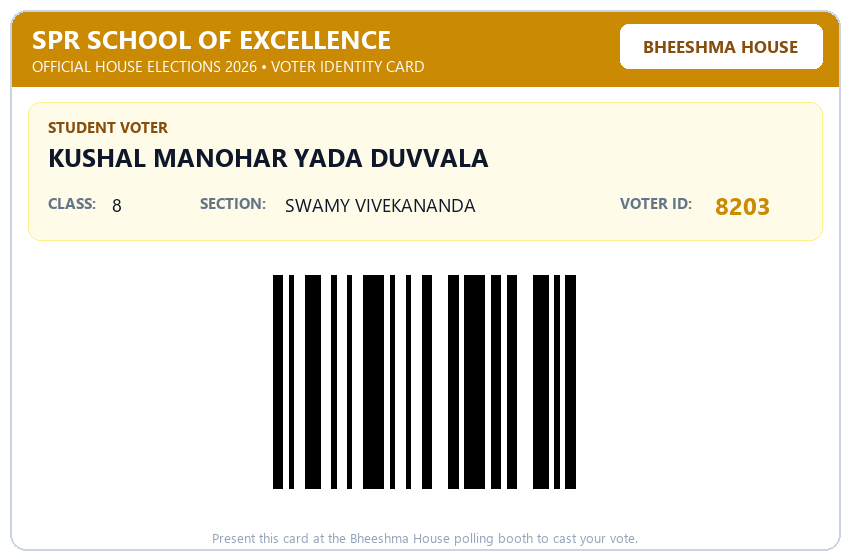 SPR SCHOOL OF EXCELLENCE
OFFICIAL HOUSE ELECTIONS 2026 • VOTER IDENTITY CARD
BHEESHMA HOUSE
STUDENT VOTER
KUSHAL MANOHAR YADA DUVVALA
CLASS: 8 SECTION: SWAMY VIVEKANANDA VOTER ID: 8203
Present this card at the Bheeshma House polling booth to cast your vote.